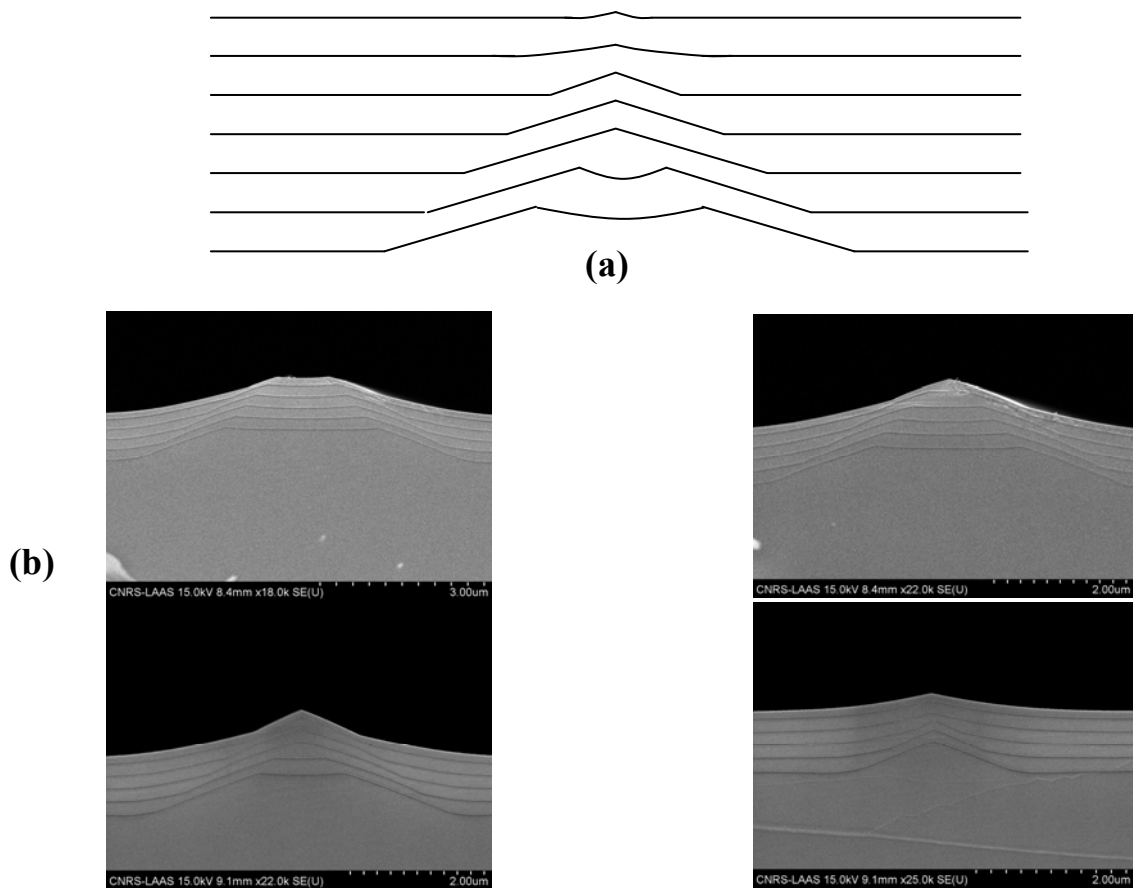 (a)
(b)
CNRS-LAAS 15.0kV 8.4mm x18.0k SE(U) 3.00um
CNRS-LAAS 15.0kV 8.4mm x22.0k SE(U) 2.00um
CNRS-LAAS 15.0kV 9.1mm x22.0k SE(U) 2.00um
CNRS-LAAS 15.0kV 9.1mm x25.0k SE(U) 2.00um